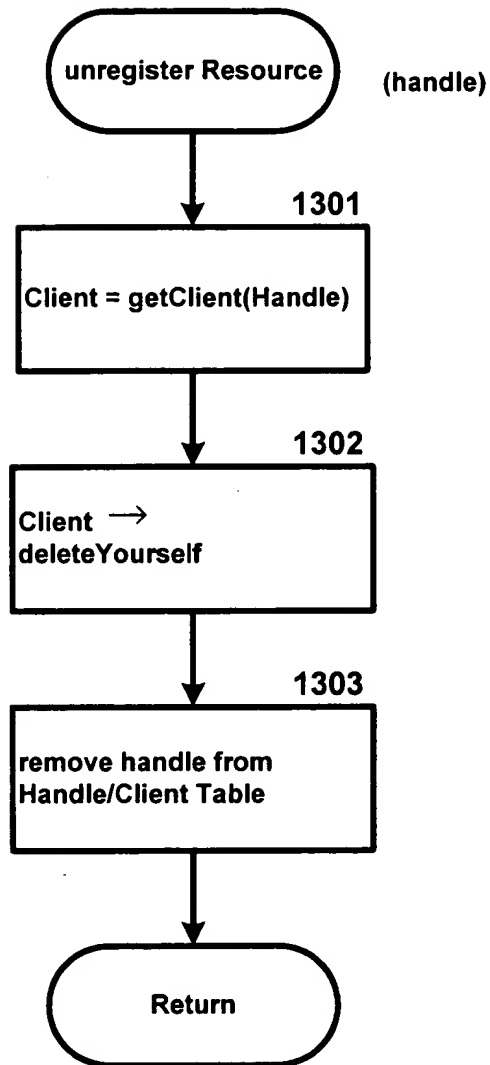 unregister Resource
(handle)
1301
Client = getClient(Handle)
1302
Client →
deleteYourself
1303
remove handle from
Handle/Client Table
Return